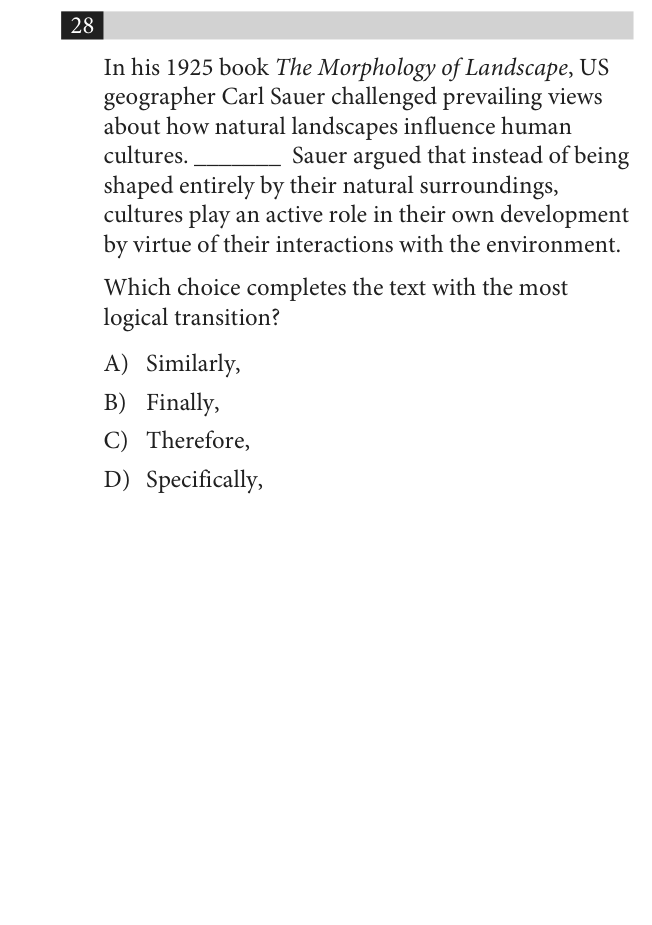 28
In his 1925 book The Morphology of Landscape, US
geographer Carl Sauer challenged prevailing views
about how natural landscapes influence human
cultures. _______ Sauer argued that instead of being
shaped entirely by their natural surroundings,
cultures play an active role in their own development
by virtue of their interactions with the environment.
Which choice completes the text with the most
logical transition?
A) Similarly,
B) Finally,
C) Therefore,
D) Specifically,